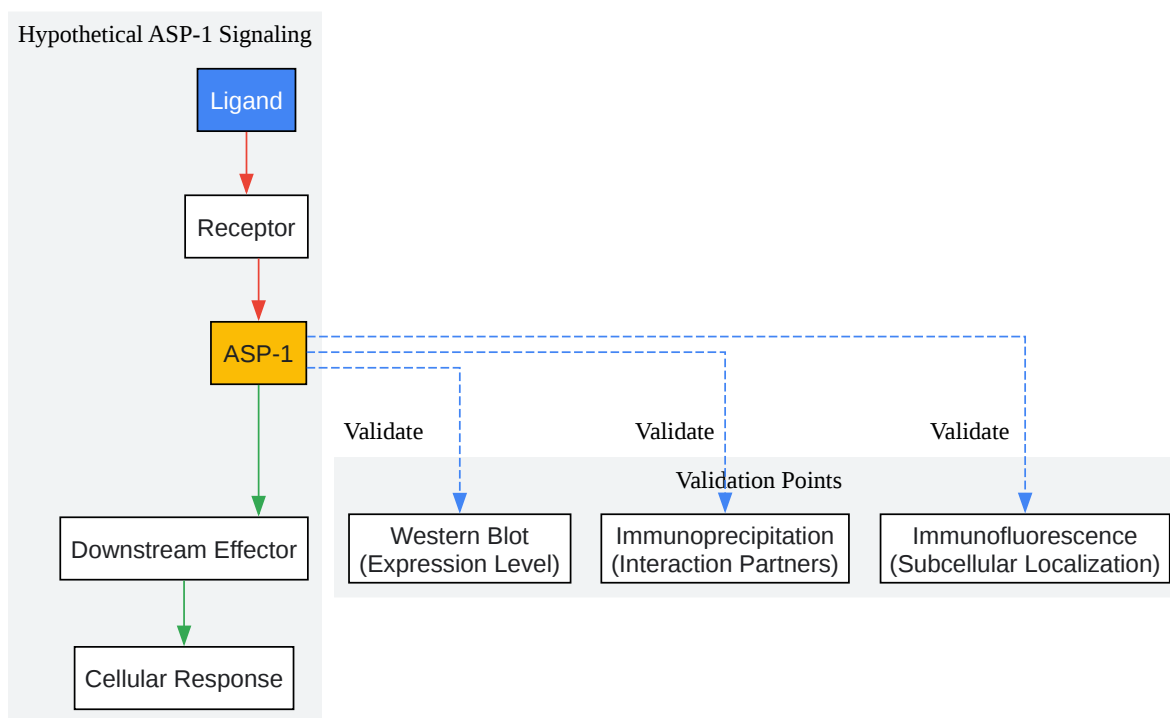 Hypothetical ASP-1 Signaling
Ligand
Receptor
ASP-1
Validate
Validate
Validate
Validation Points
Western Blot
(Expression Level)
Immunoprecipitation
(Interaction Partners)
Immunofluorescence
(Subcellular Localization)
Downstream Effector
Cellular Response